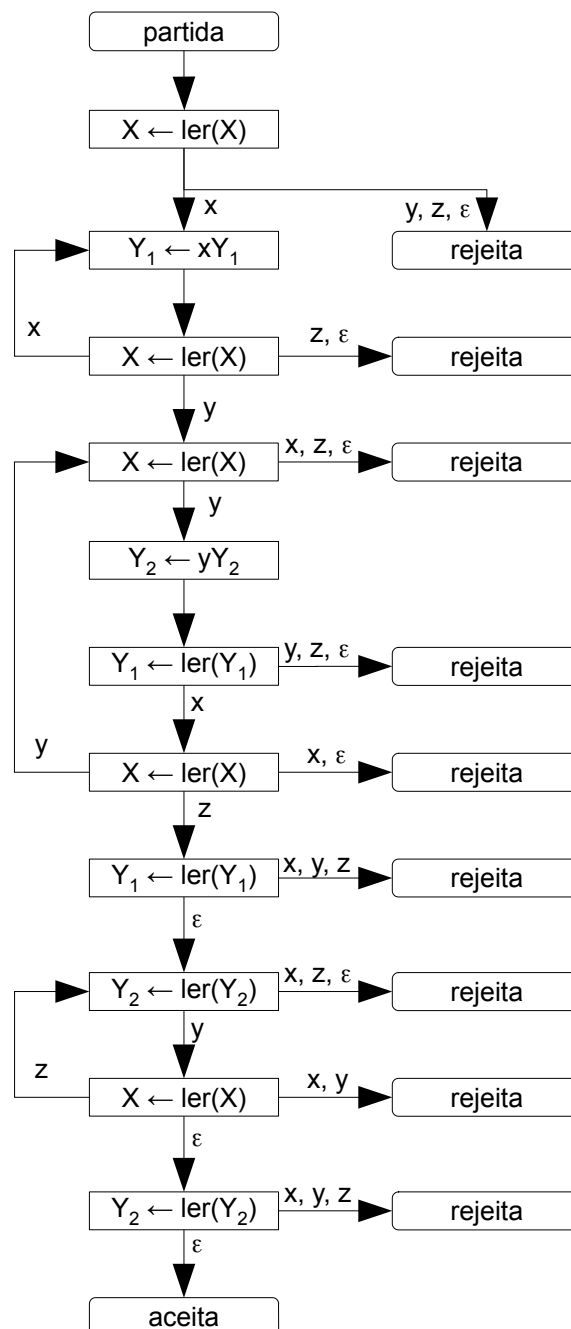 partida
X ← ler(X)
x
y, z, ε
Y₁ ← xY₁
rejeita
x
X ← ler(X)
z, ε
rejeita
y
X ← ler(X)
x, z, ε
rejeita
y
Y₂ ← yY₂
Y₁ ← ler(Y₁)
y, z, ε
rejeita
x
y
X ← ler(X)
x, ε
rejeita
z
Y₁ ← ler(Y₁)
x, y, z
rejeita
ε
Y₂ ← ler(Y₂)
x, z, ε
rejeita
y
z
X ← ler(X)
x, y
rejeita
ε
Y₂ ← ler(Y₂)
x, y, z
rejeita
ε
aceita